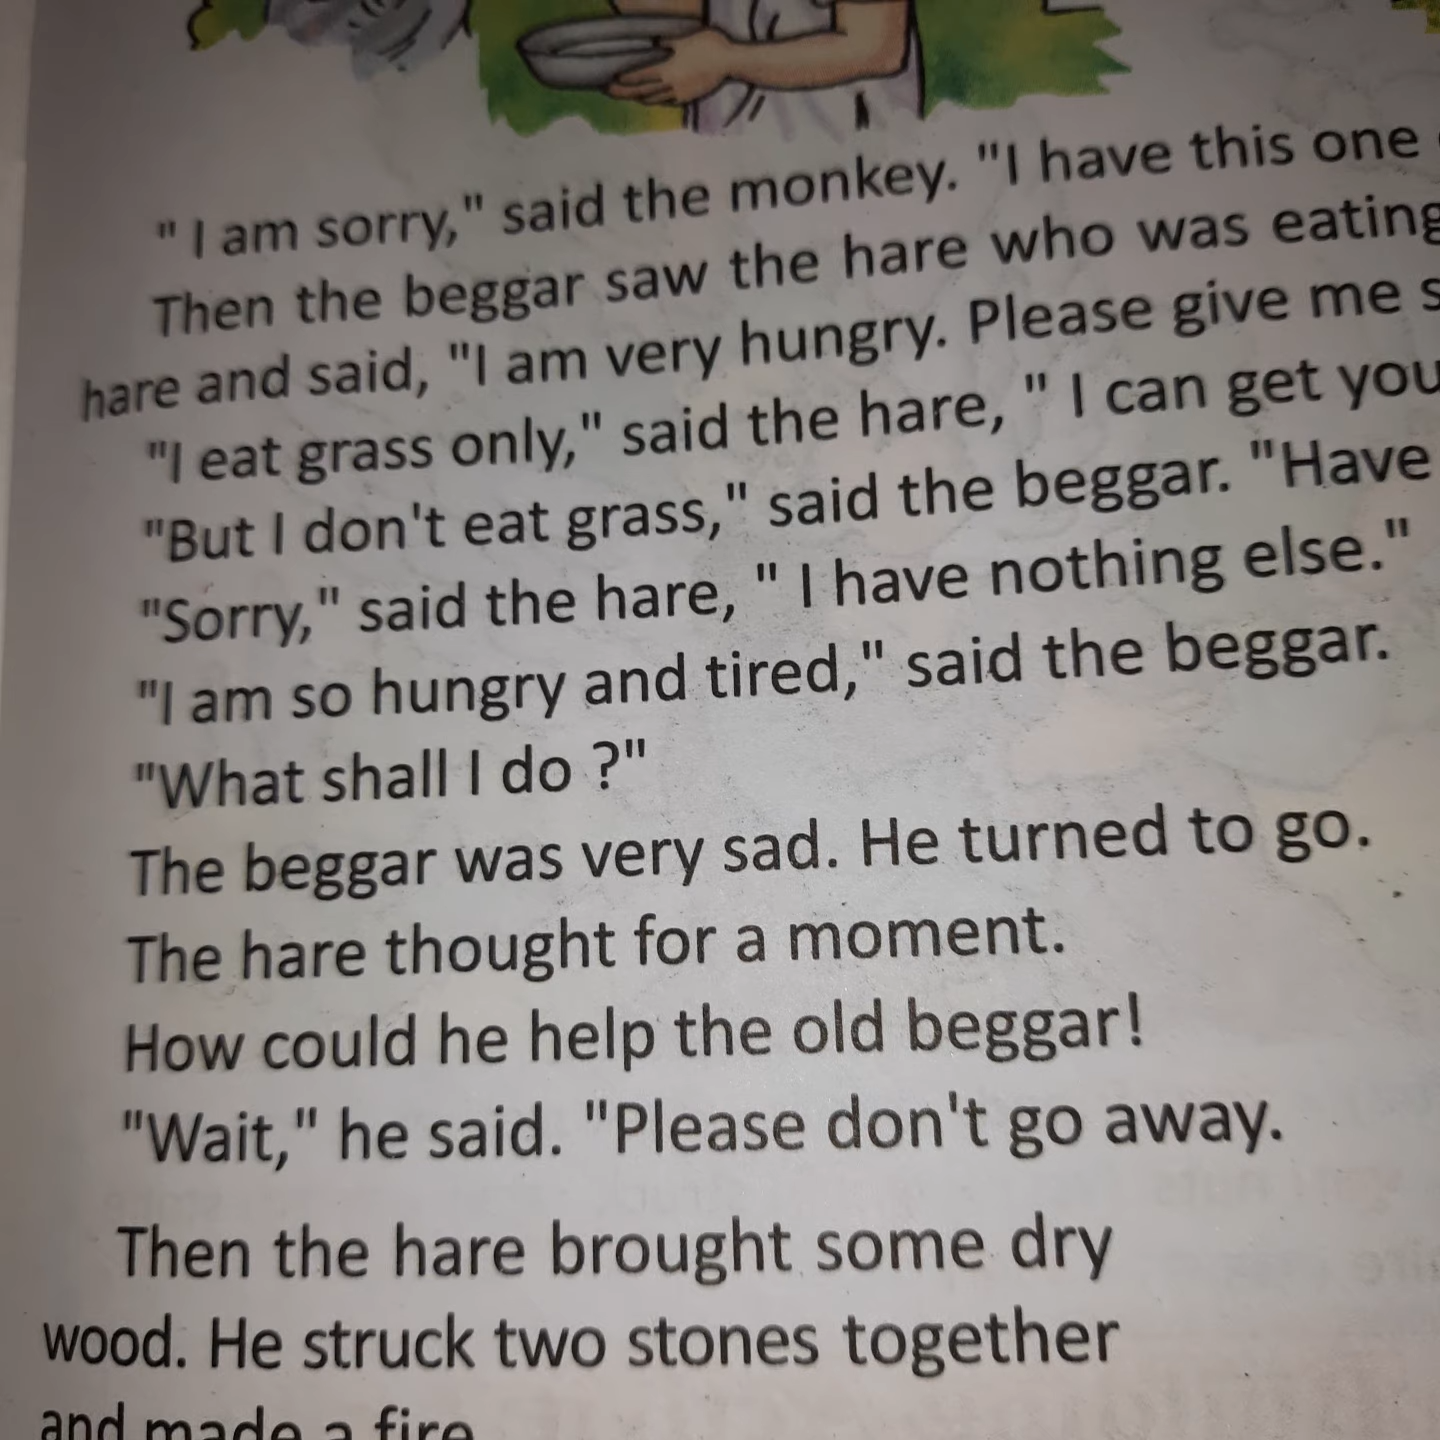 " I am sorry," said the monkey. "I have this one
Then the beggar saw the hare who was eating
hare and said, "I am very hungry. Please give me
"I eat grass only," said the hare, " I can get you
"But I don't eat grass," said the beggar. "Have
"Sorry," said the hare, " I have nothing else."
"I am so hungry and tired," said the beggar.
"What shall I do ?"
The beggar was very sad. He turned to go.
The hare thought for a moment.
How could he help the old beggar!
"Wait," he said. "Please don't go away.
Then the hare brought some dry
wood. He struck two stones together
and made a fire